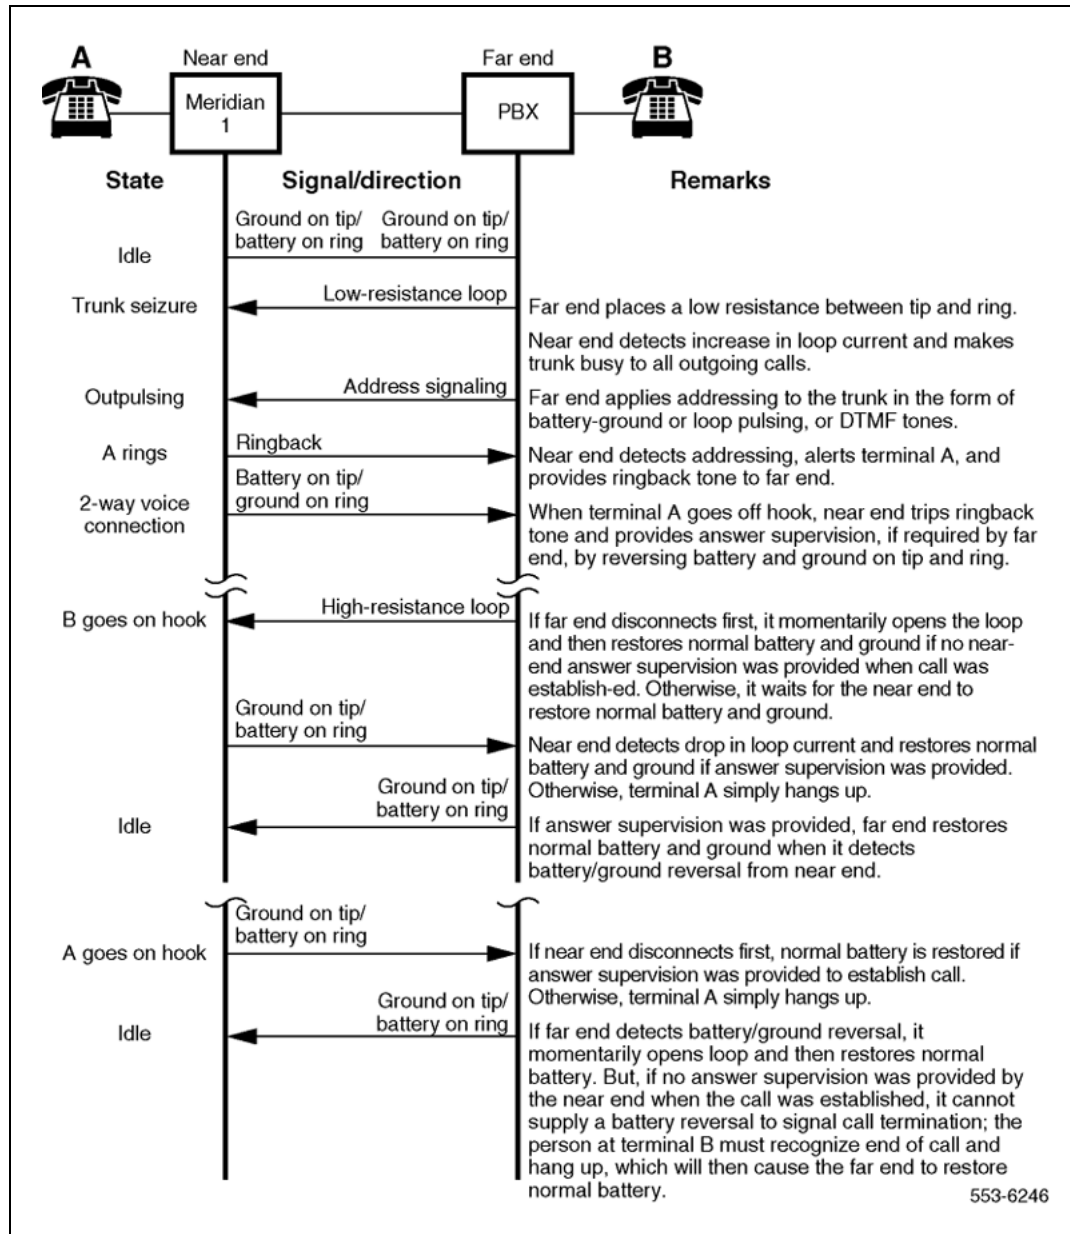 A
Near end
Far end
B
Meridian
1
PBX
State
Signal/direction
Remarks
Ground on tip/
battery on ring
Ground on tip/
battery on ring
Idle
Low-resistance loop
Trunk seizure
Far end places a low resistance between tip and ring.
Near end detects increase in loop current and makes
trunk busy to all outgoing calls.
Address signaling
Outpulsing
Far end applies addressing to the trunk in the form of
battery-ground or loop pulsing, or DTMF tones.
Ringback
A rings
Near end detects addressing, alerts terminal A, and
provides ringback tone to far end.
Battery on tip/
ground on ring
2-way voice
connection
When terminal A goes off hook, near end trips ringback
tone and provides answer supervision, if required by far
end, by reversing battery and ground on tip and ring.
High-resistance loop
B goes on hook
If far end disconnects first, it momentarily opens the loop
and then restores normal battery and ground if no near-
end answer supervision was provided when call was
establish-ed. Otherwise, it waits for the near end to
restore normal battery and ground.
Ground on tip/
battery on ring
Near end detects drop in loop current and restores normal
battery and ground if answer supervision was provided.
Otherwise, terminal A simply hangs up.
Ground on tip/
battery on ring
Idle
If answer supervision was provided, far end restores
normal battery and ground when it detects
battery/ground reversal from near end.
Ground on tip/
battery on ring
A goes on hook
If near end disconnects first, normal battery is restored if
answer supervision was provided to establish call.
Otherwise, terminal A simply hangs up.
Ground on tip/
battery on ring
Idle
If far end detects battery/ground reversal, it
momentarily opens loop and then restores normal
battery. But, if no answer supervision was provided by
the near end when the call was established, it cannot
supply a battery reversal to signal call termination; the
person at terminal B must recognize end of call and
hang up, which will then cause the far end to restore
normal battery.
553-6246